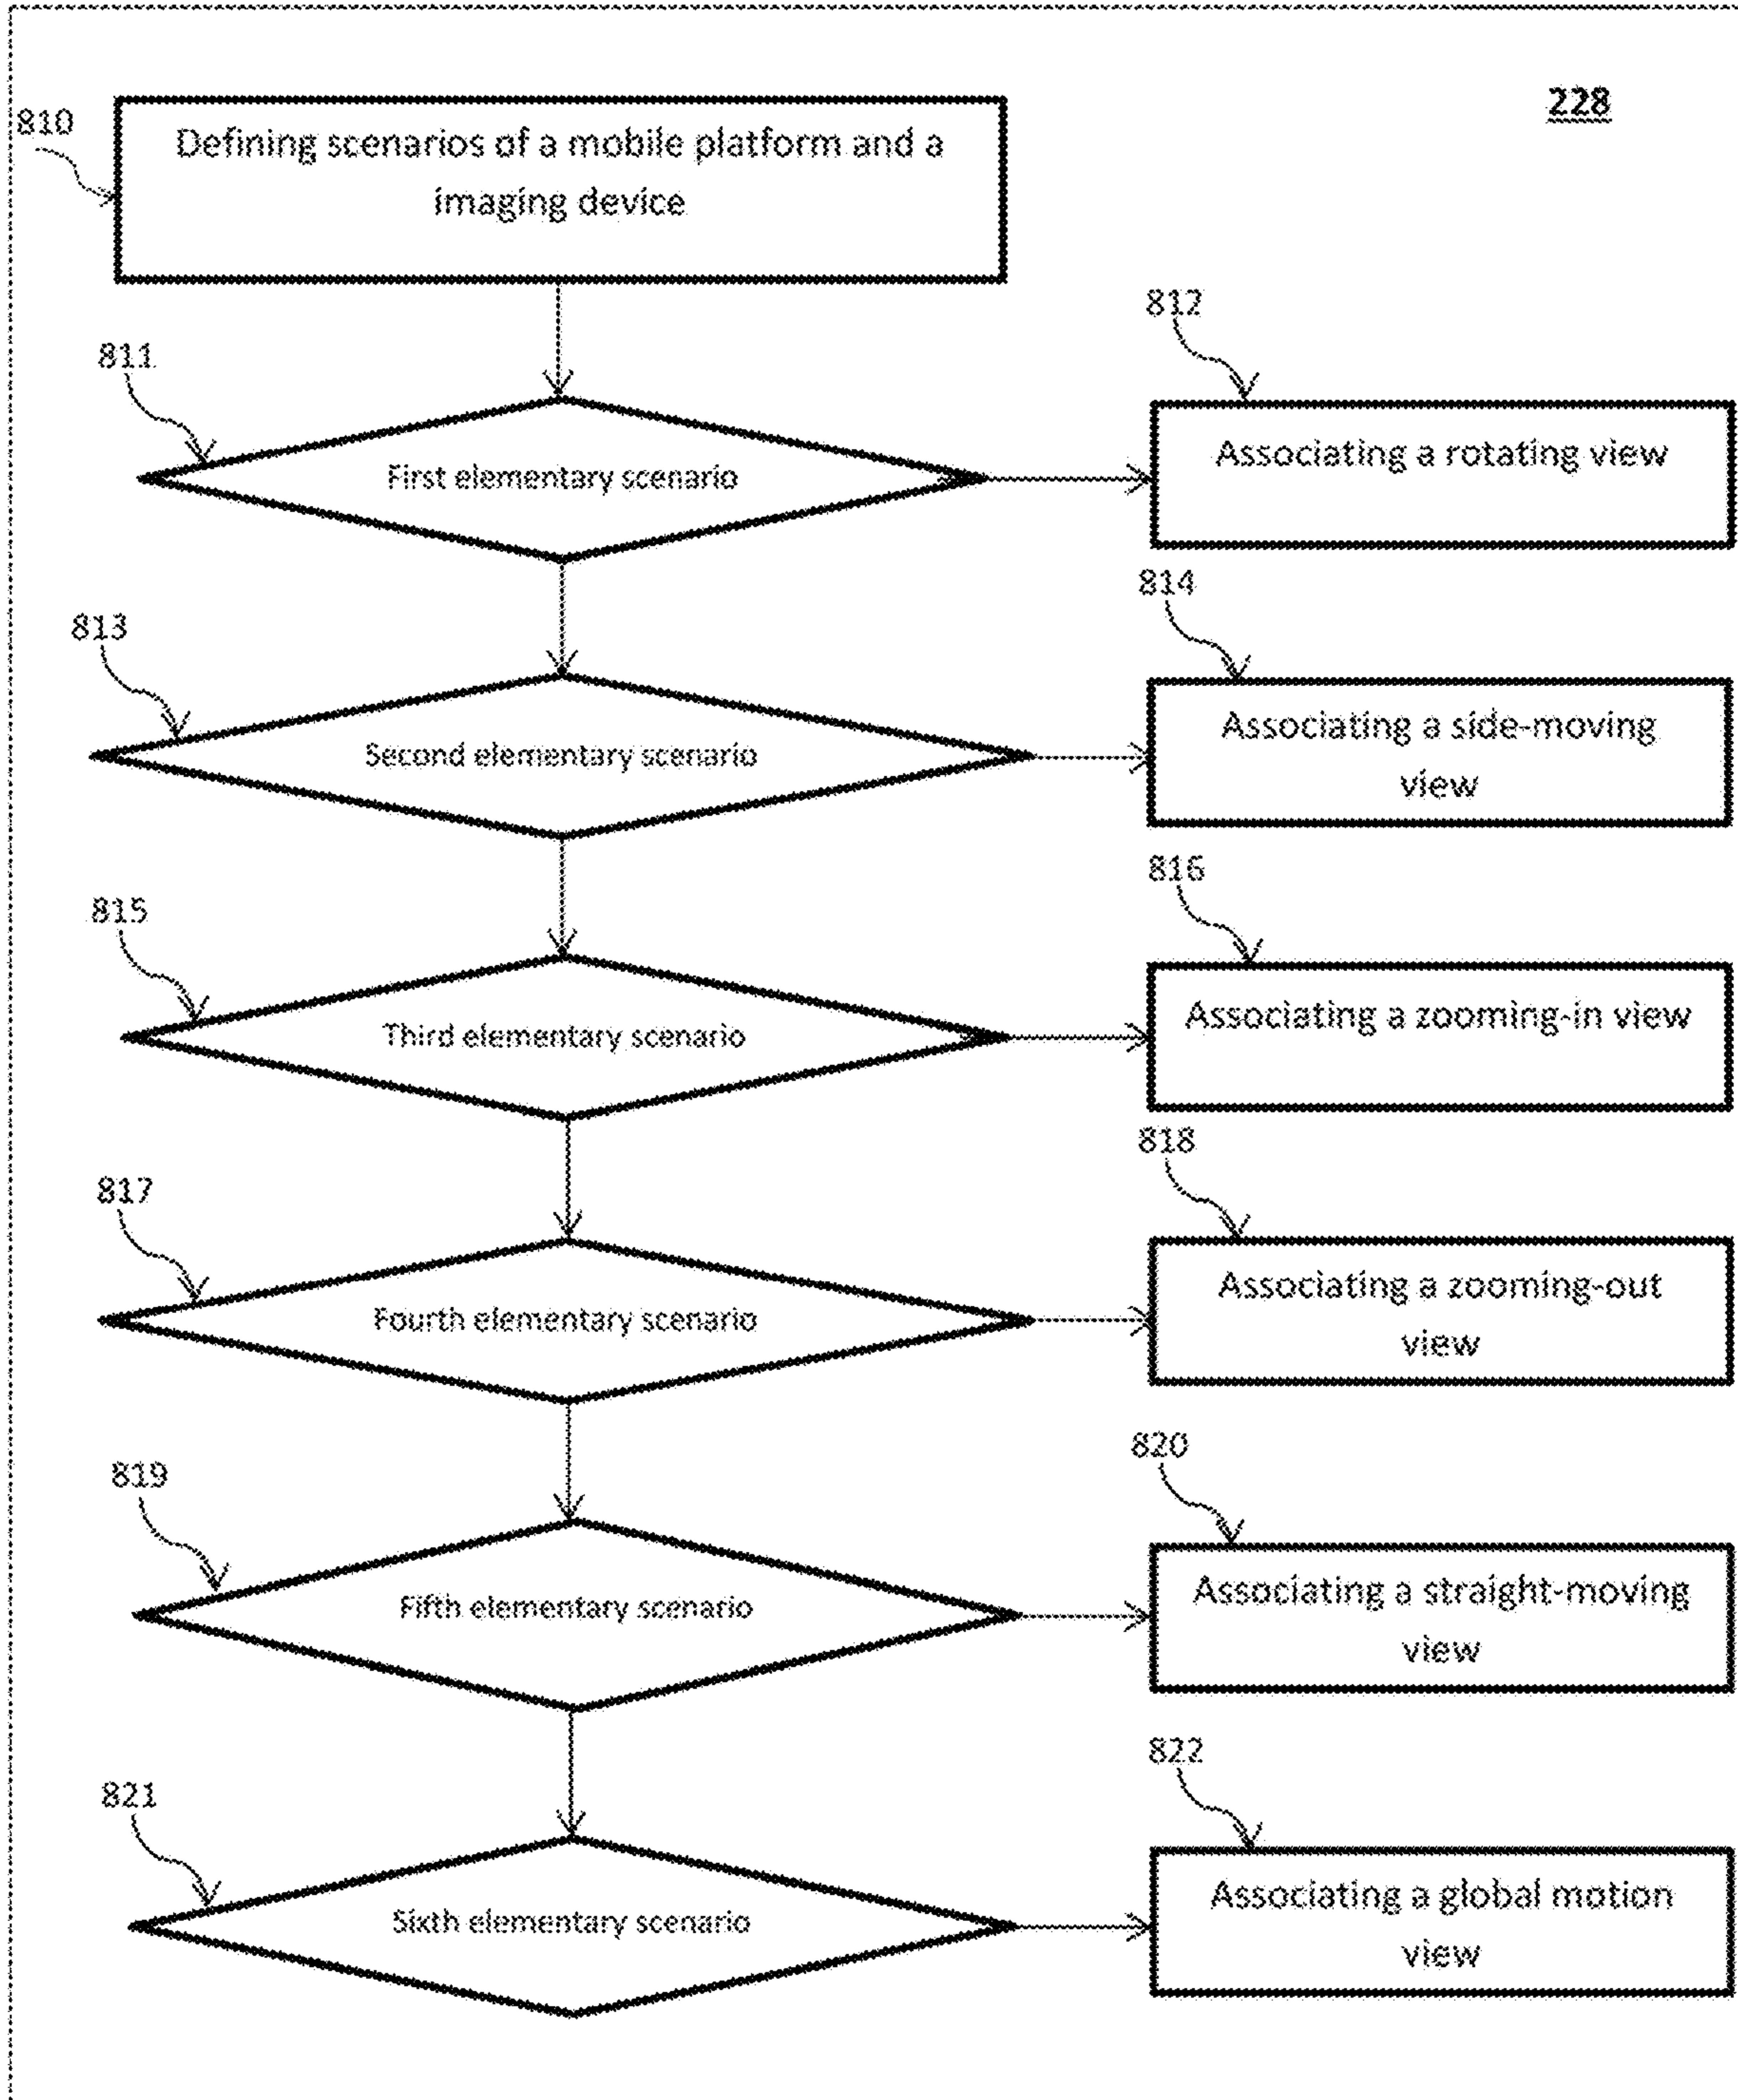 228
810
Defining scenarios of a mobile platform and a
imaging device
811
First elementary scenario
812
Associating a rotating view
813
Second elementary scenario
814
Associating a side-moving
view
815
Third elementary scenario
816
Associating a zooming-in view
817
Fourth elementary scenario
818
Associating a zooming-out
view
819
Fifth elementary scenario
820
Associating a straight-moving
view
821
Sixth elementary scenario
822
Associating a global motion
view